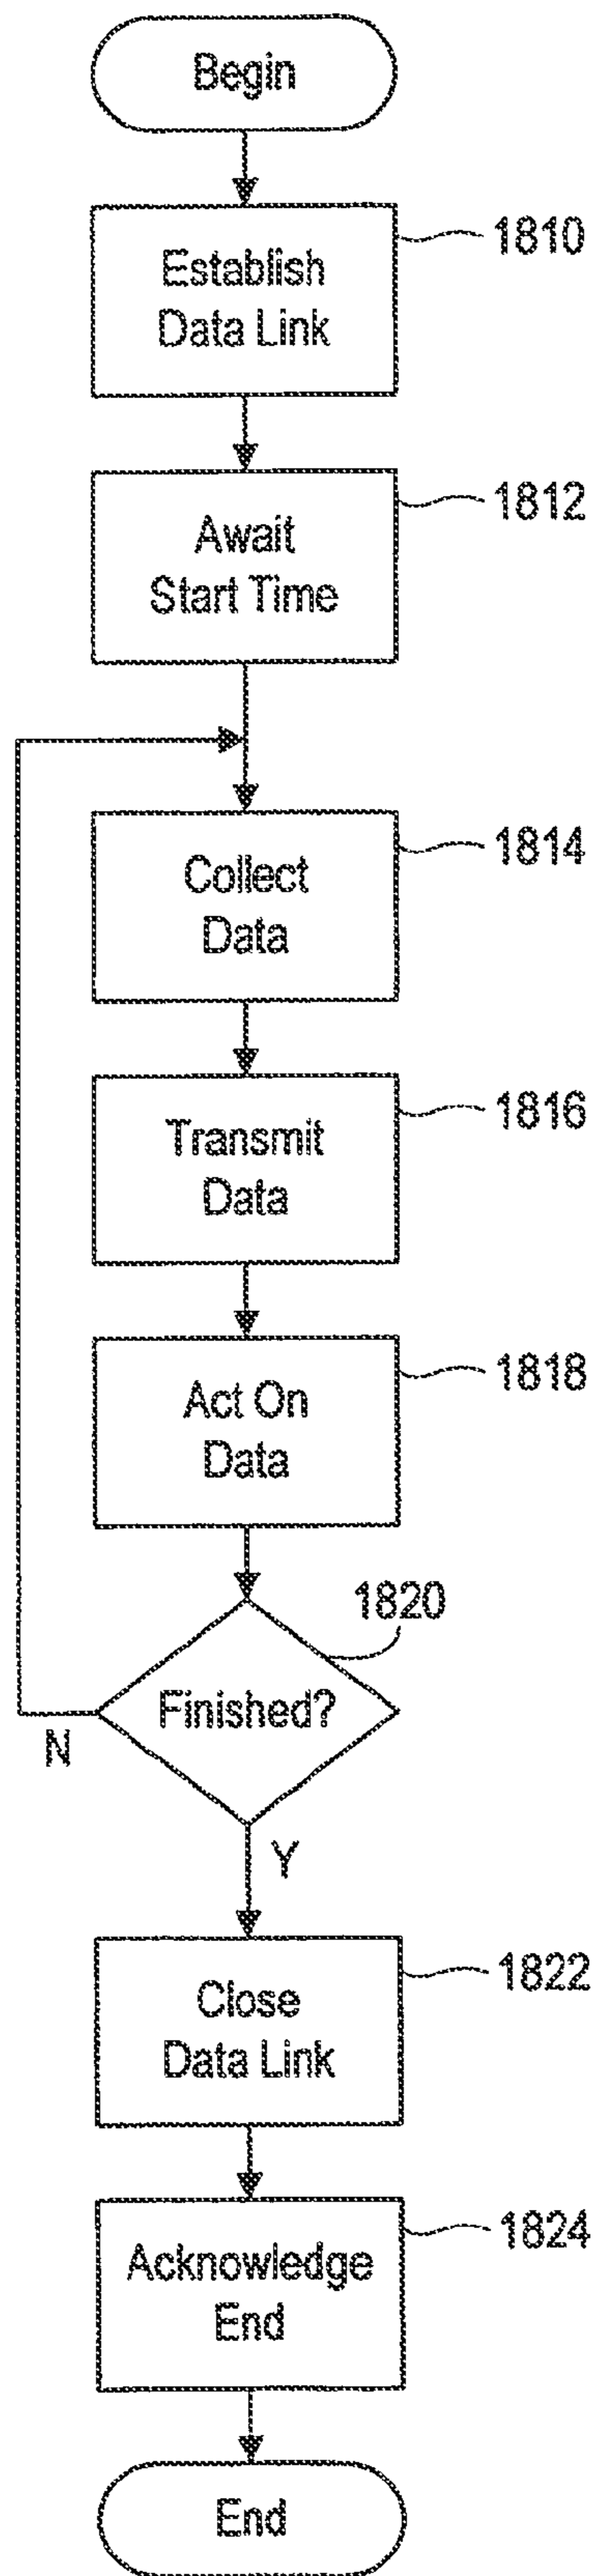 Begin
1810
Establish
Data Link
1812
Await
Start Time
1814
Collect
Data
1816
Transmit
Data
1818
Act On
Data
1820
Finished?
N
Y
1822
Close
Data Link
1824
Acknowledge
End
End